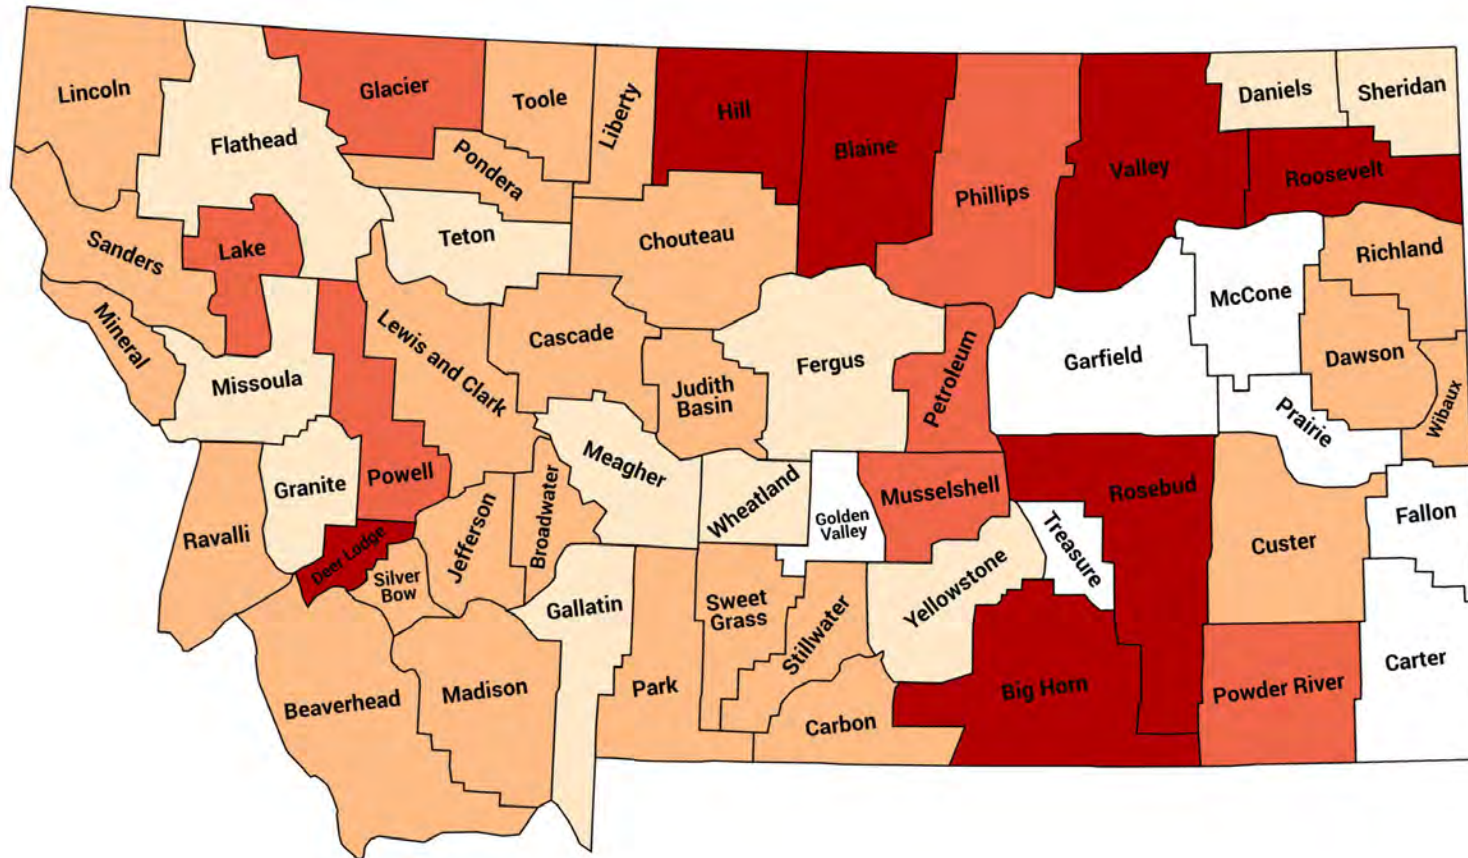 Lincoln
Flathead
Glacier
Toole
Liberty
Hill
Blaine
Phillips
Valley
Daniels
Sheridan
Roosevelt
Pondera
Teton
Chouteau
Sanders
Lake
Richland
McCone
Mineral
Missoula
Lewis and Clark
Cascade
Judith
Basin
Fergus
Petroleum
Garfield
Dawson
Wibaux
Prairie
Granite
Powell
Meagher
Wheatland
Golden
Valley
Musselshell
Rosebud
Treasure
Fallon
Custer
Ravalli
Deer Lodge
Silver
Bow
Jefferson
Broadwater
Gallatin
Sweet
Grass
Stillwater
Yellowstone
Beaverhead
Madison
Park
Carbon
Big Horn
Powder River
Carter